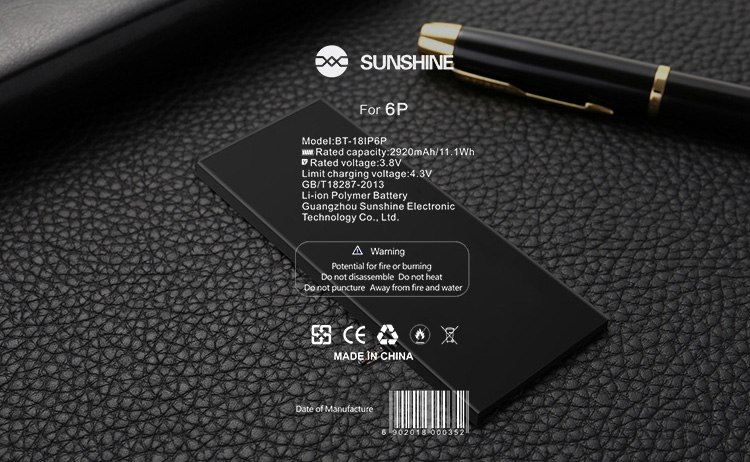 SUNSHINE
For 6P
Model:BT-18IP6P
Rated capacity:2920mAh/11.1Wh
Rated voltage:3.8V
Limit charging voltage:4.3V
GB/T18287-2013
Li-ion Polymer Battery
Guangzhou Sunshine Electronic
Technology Co., Ltd.
Warning
Potential for fire or burning
Do not disassemble Do not heat
Do not puncture Away from fire and water
CE
MADE IN CHINA
Date of Manufacture
6 902018 000352